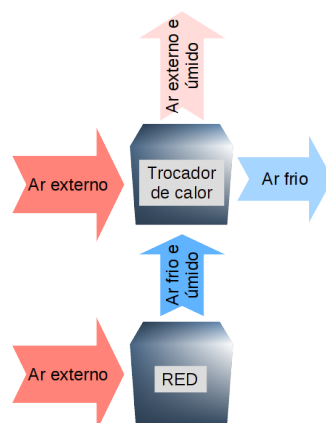 Ar externo e
úmido
Ar externo
Trocador
de calor
Ar frio
Ar frio e
úmido
Ar externo
RED